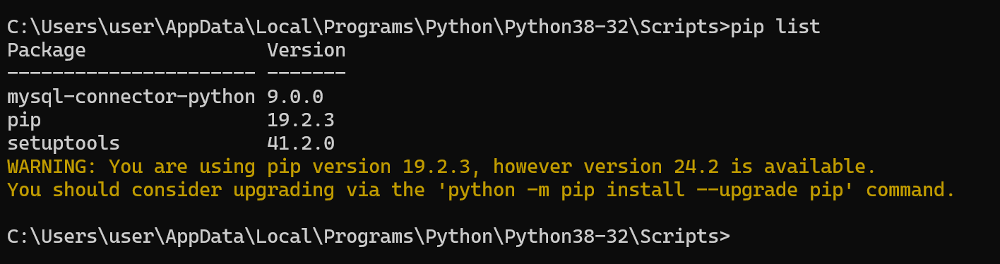 C:\Users\user\AppData\Local\Programs\Python\Python38-32\Scripts>pip list
Package                Version
---------------------- -------
mysql-connector-python 9.0.0
pip                    19.2.3
setuptools             41.2.0
WARNING: You are using pip version 19.2.3, however version 24.2 is available.
You should consider upgrading via the 'python -m pip install --upgrade pip' command.
C:\Users\user\AppData\Local\Programs\Python\Python38-32\Scripts>